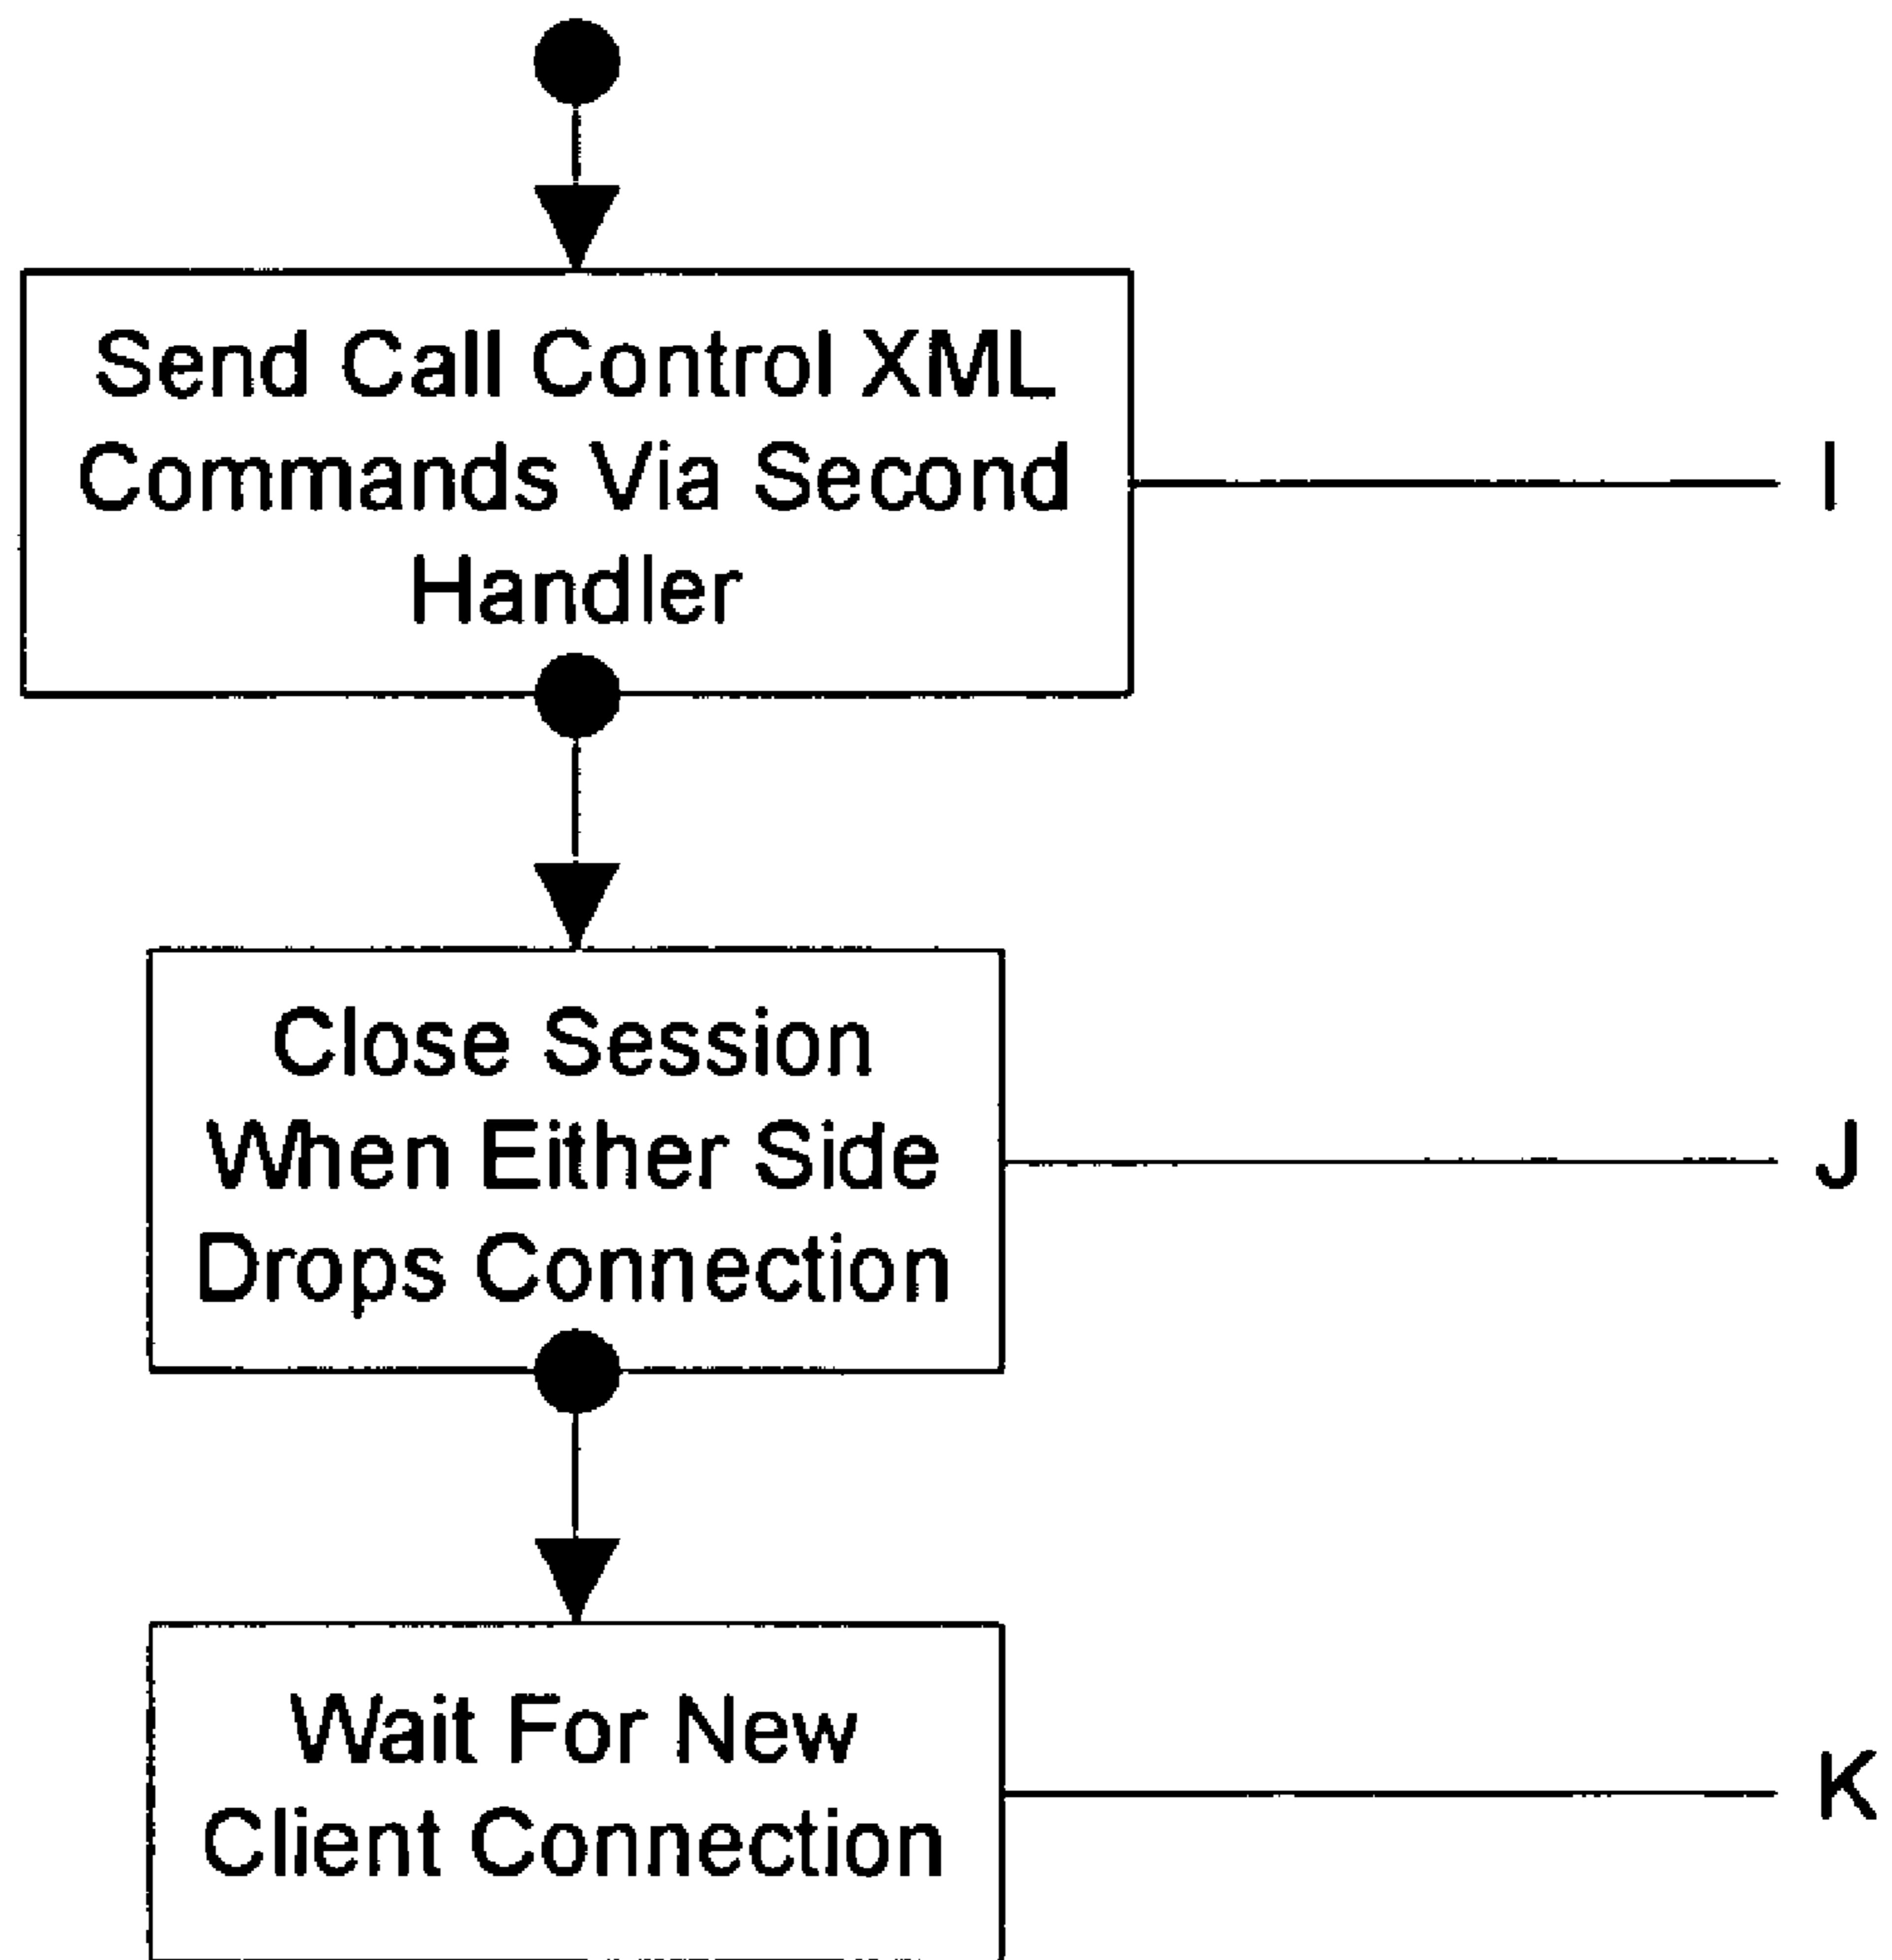 Send Call Control XML
Commands Via Second
Handler
I
Close Session
When Either Side
Drops Connection
J
Wait For New
Client Connection
K